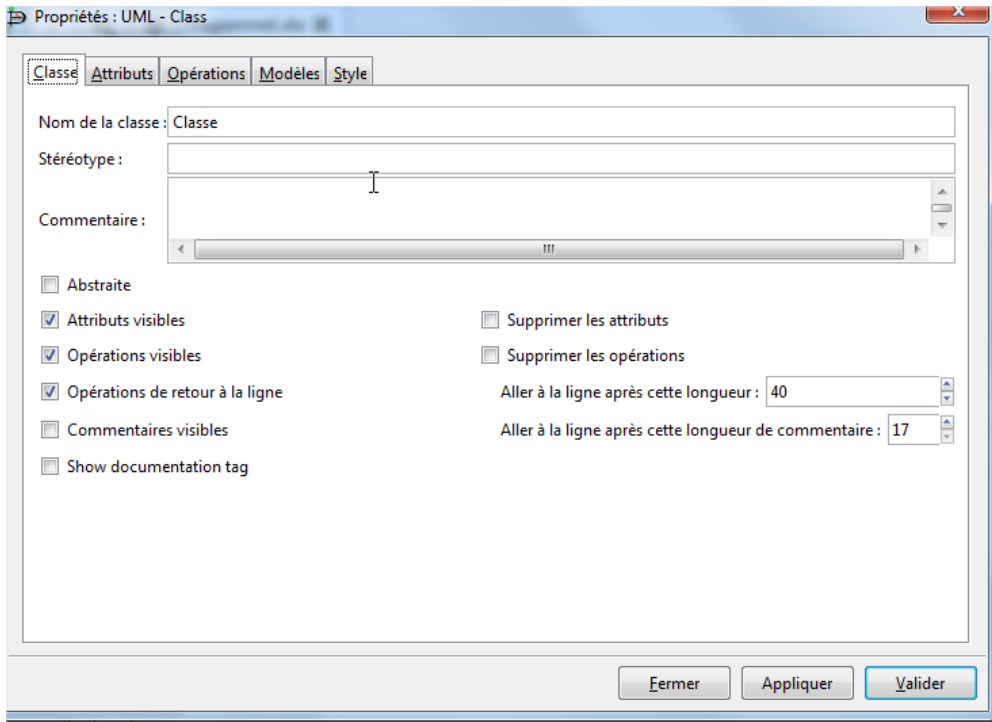 Propriétés : UML - Class
Classe Attributs Opérations Modèles Style
Nom de la classe : Classe
Stéréotype :
Commentaire :
Abstraite
Attributs visibles Supprimer les attributs
Opérations visibles Supprimer les opérations
Opérations de retour à la ligne Aller à la ligne après cette longueur : 40
Commentaires visibles Aller à la ligne après cette longueur de commentaire : 17
Show documentation tag
Fermer Appliquer Valider